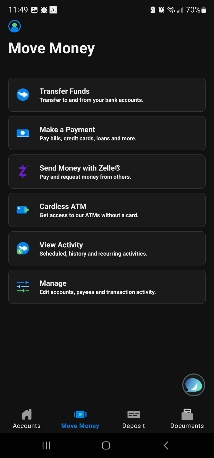 11:49
70%
Move Money
Transfer Funds
Transfer to and from your bank accounts.
Make a Payment
Pay bills, credit cards, loans and more.
Send Money with Zelle®
Pay and request money from others.
Cardless ATM
Get access to our ATMs without a card.
View Activity
Scheduled, history and recurring activities.
Manage
Edit accounts, payees and transaction activity.
Accounts
Move Money
Deposit
Documents